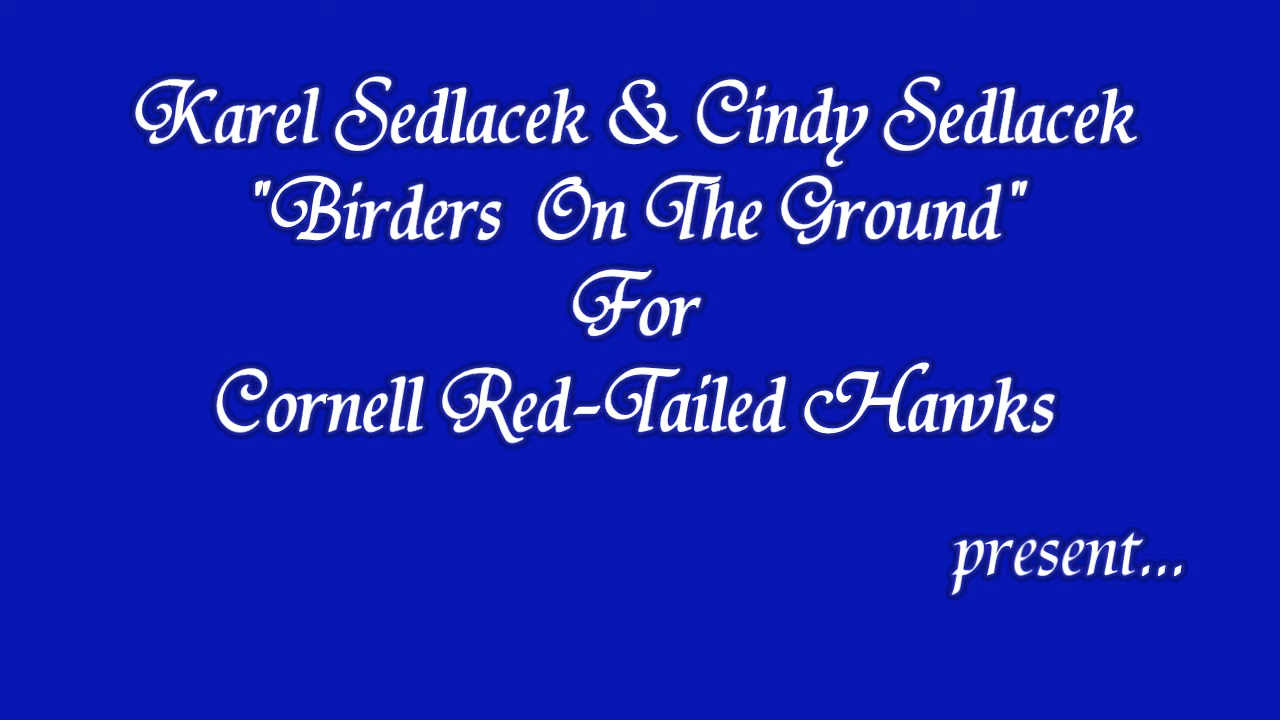 Karel Sedlacek & Cindy Sedlacek
"Birders On The Ground"
For
Cornell Red-Tailed Hawks
present...